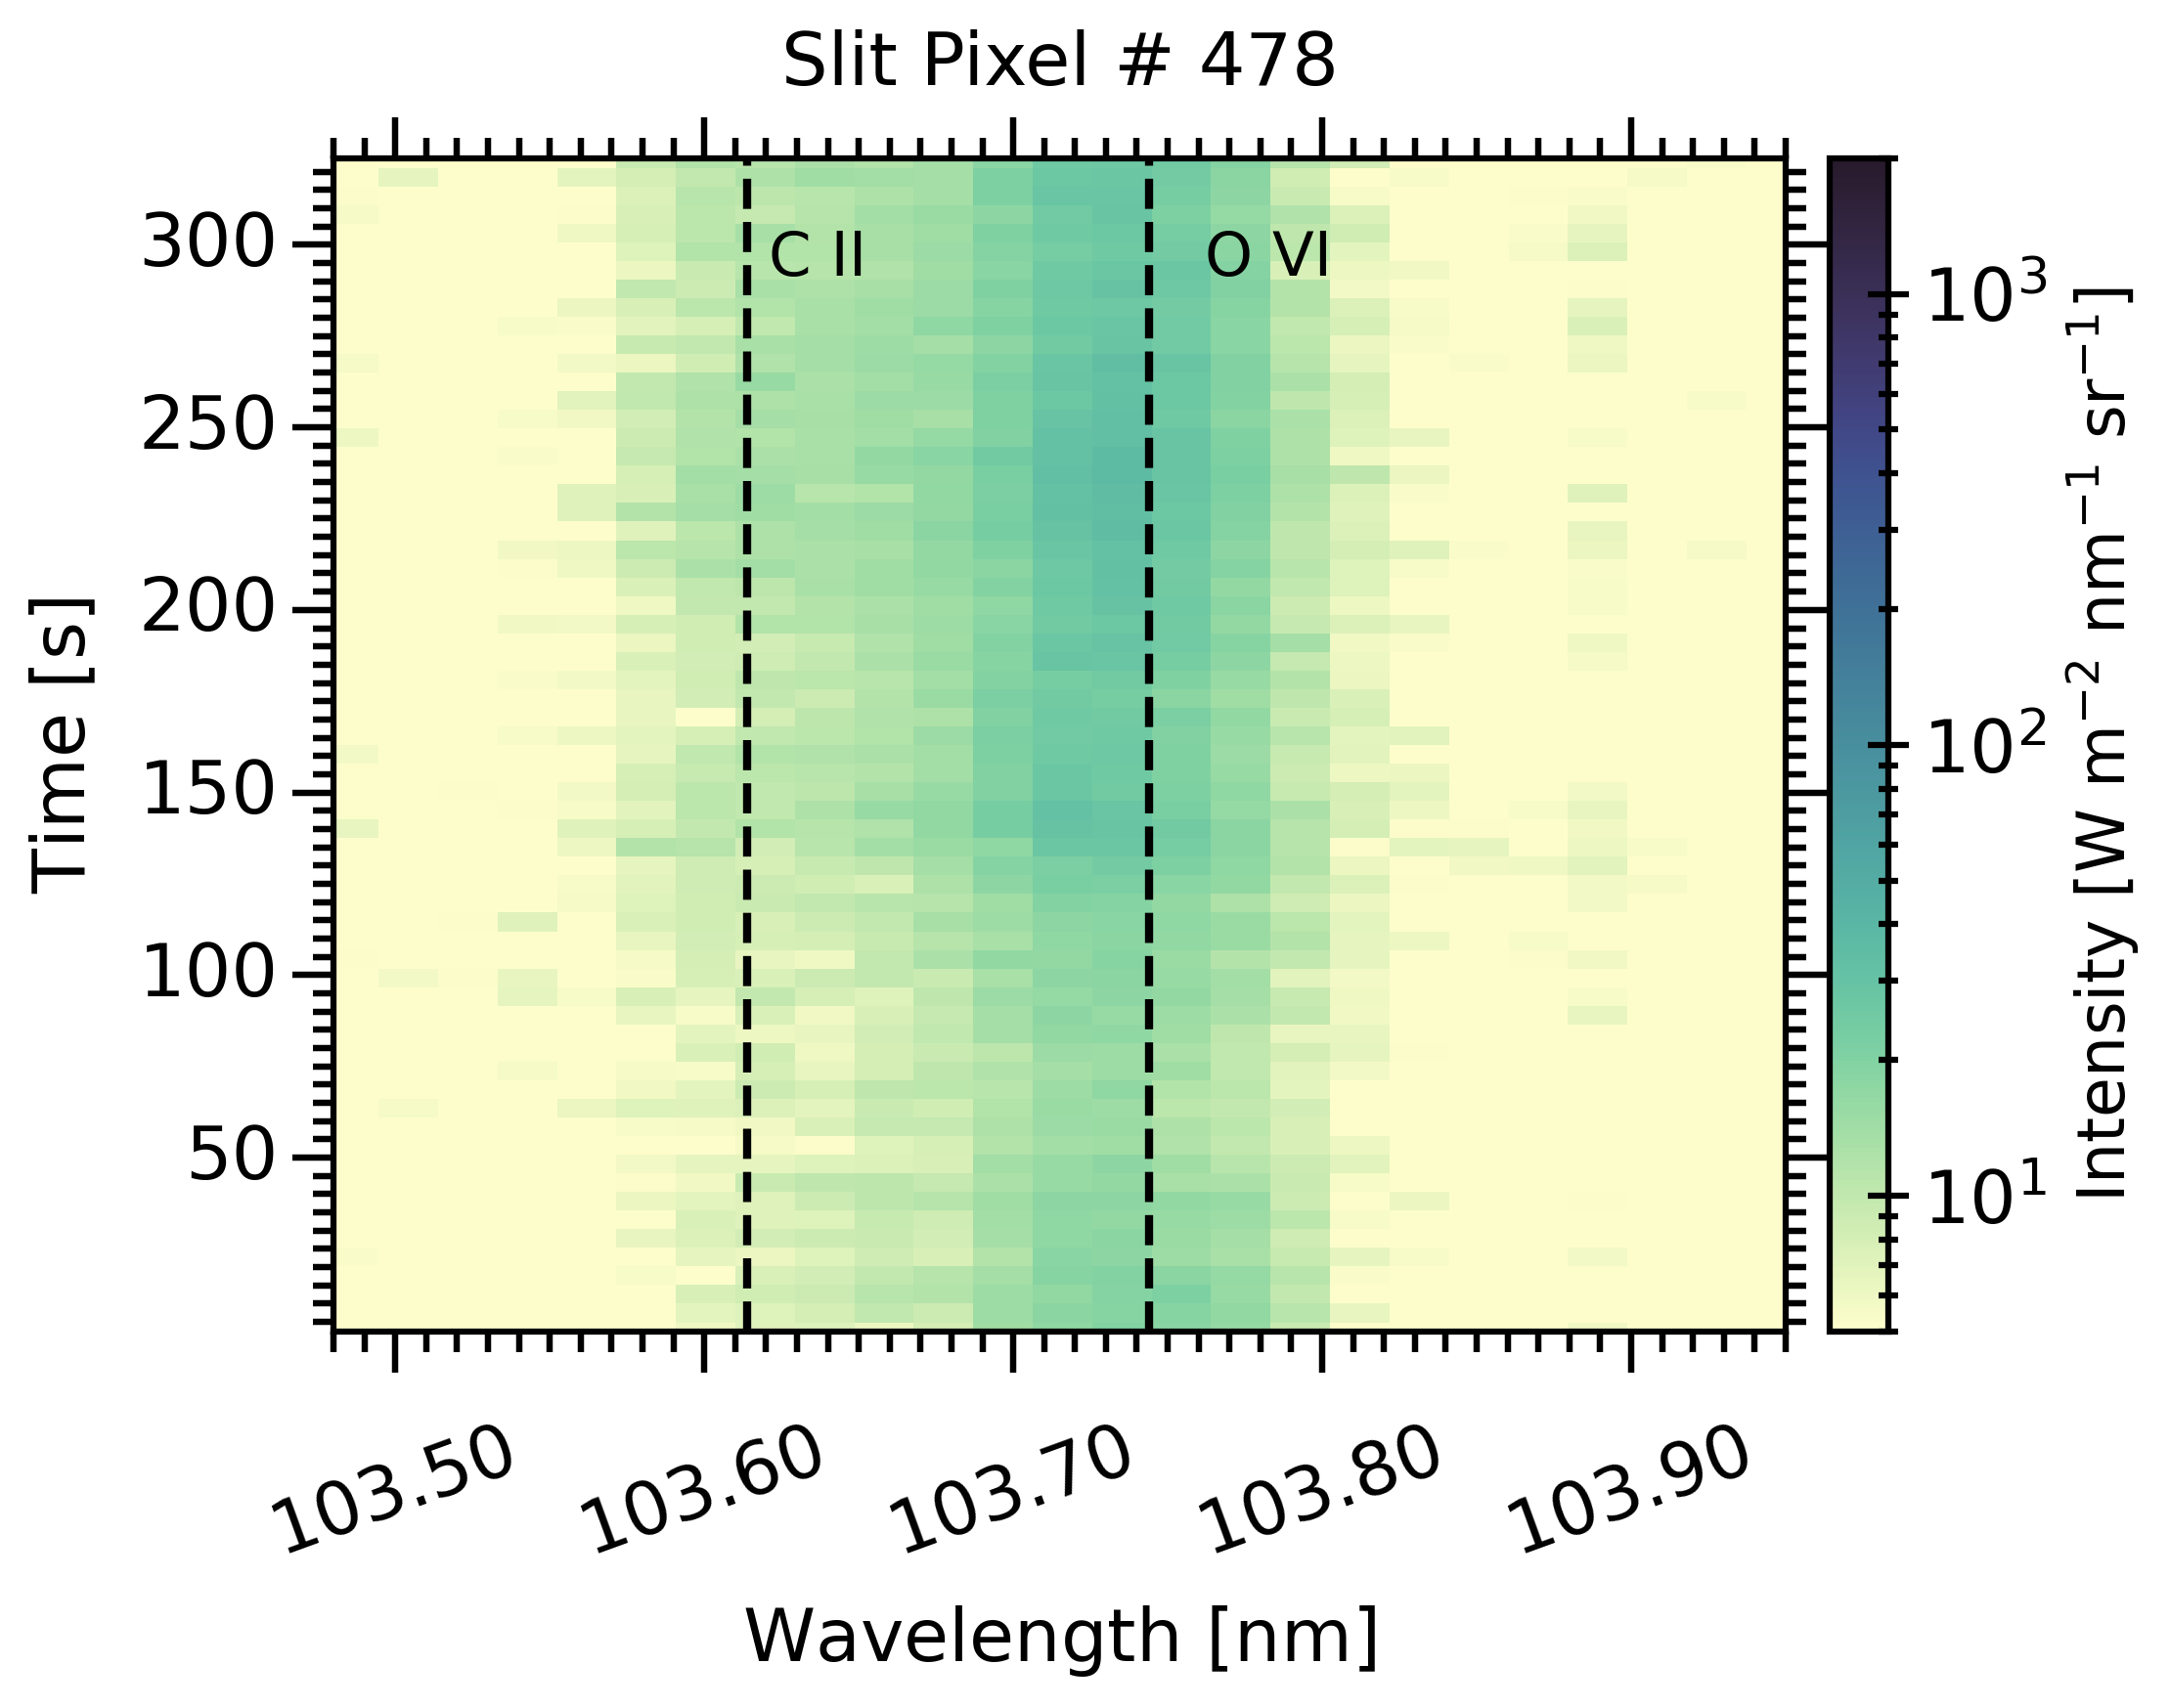 Slit Pixel # 478
C II
O VI
300
250
200
150
100
50
Time [s]
103.50
103.60
103.70
103.80
103.90
Wavelength [nm]
10³
10²
10¹
Intensity [W m⁻² nm⁻¹ sr⁻¹]